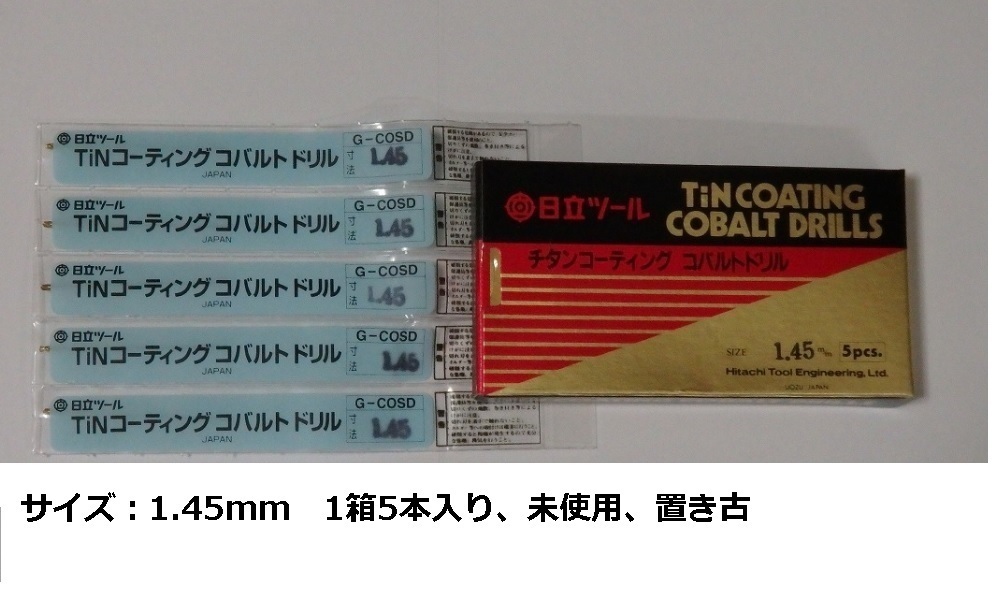 日立ツール
TiNコーティング コバルトドリル
JAPAN
G-COSD
寸法 1.45
日立ツール
TiNコーティング コバルトドリル
JAPAN
G-COSD
寸法 1.45
日立ツール
TiNコーティング コバルトドリル
JAPAN
G-COSD
寸法 1.45
日立ツール
TiNコーティング コバルトドリル
JAPAN
G-COSD
寸法 1.45
日立ツール
TiNコーティング コバルトドリル
JAPAN
G-COSD
寸法 1.45
日立ツール
TiN COATING
COBALT DRILLS
チタンコーティング コバルトドリル
SIZE 1.45 m/m 5pcs.
Hitachi Tool Engineering, Ltd.
UOZU JAPAN
サイズ：1.45mm　1箱5本入り、未使用、置き古